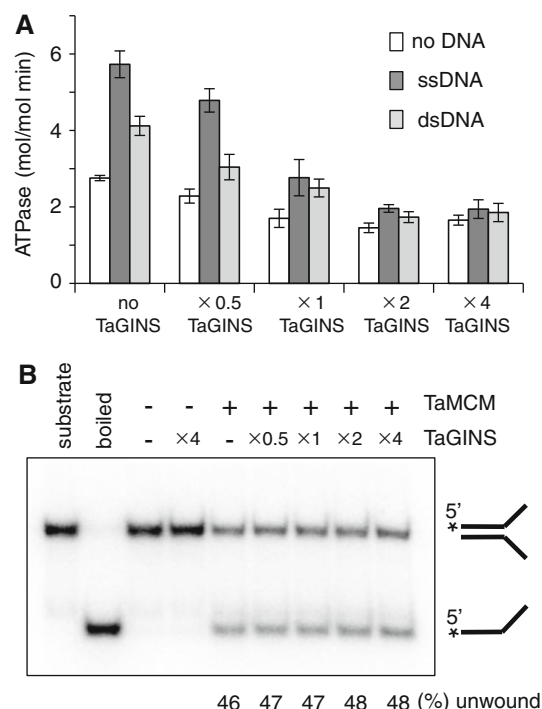 A
ATPase (mol/mol min)
6
4
2
0
no DNA
ssDNA
dsDNA
no TaGINS
×0.5 TaGINS
×1 TaGINS
×2 TaGINS
×4 TaGINS
B
substrate
boiled
- - + + + + + TaMCM
- ×4 - ×0.5 ×1 ×2 ×4 TaGINS
5'
*
5'
*
46 47 47 48 48 (%) unwound